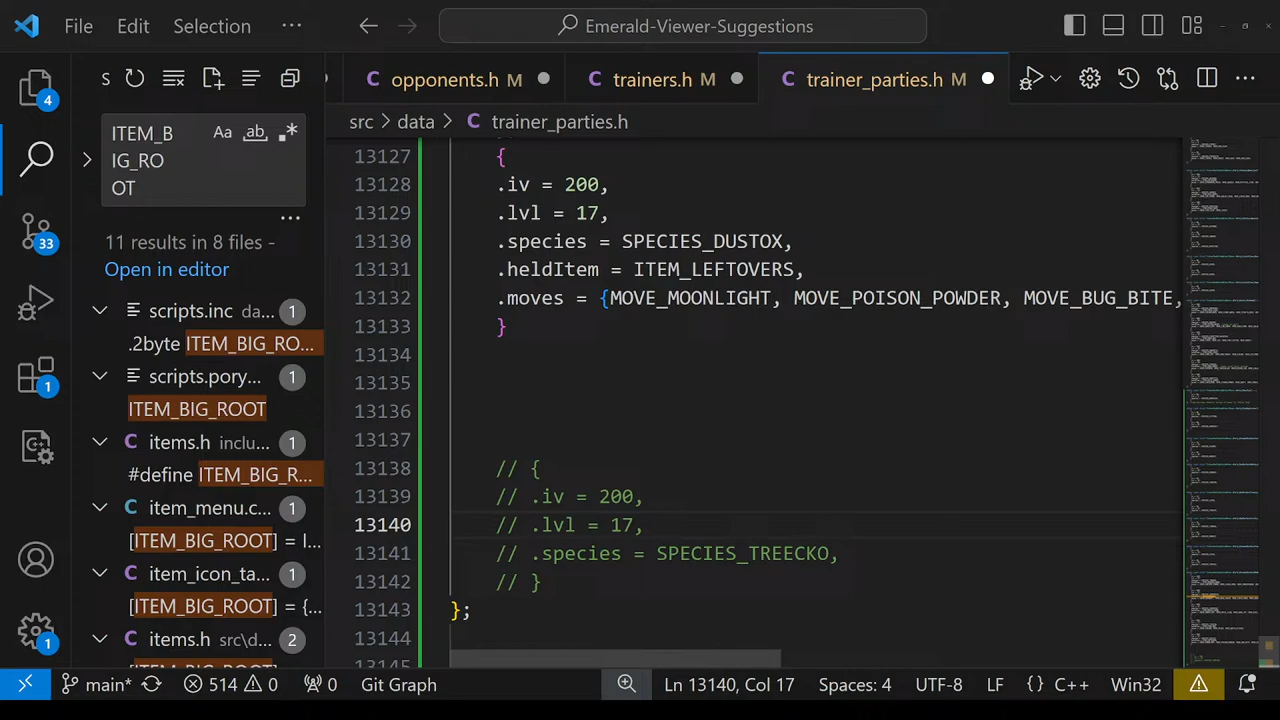 File Edit Selection ···
Emerald-Viewer-Suggestions
S
C opponents.h M
C trainers.h M
C trainer_parties.h M
4
ITEM_B
IG_RO
OT
Aa ab
src > data > C trainer_parties.h
11 results in 8 files -
Open in editor
33
1
1
scripts.inc da... 1
.2byte ITEM_BIG_RO...
scripts.pory... 1
ITEM_BIG_ROOT
C items.h inclu... 1
#define ITEM_BIG_R...
C item_menu.c... 1
[ITEM_BIG_ROOT] = I...
C item_icon_ta... 1
[ITEM_BIG_ROOT] = {...
C items.h src\d... 2
13127 {
13128 .iv = 200,
13129 .lvl = 17,
13130 .species = SPECIES_DUSTOX,
13131 .heldItem = ITEM_LEFTOVERS,
13132 .moves = {MOVE_MOONLIGHT, MOVE_POISON_POWDER, MOVE_BUG_BITE,
13133 }
13134
13135
13136
13137
13138 // {
13139 // .iv = 200,
13140 // .lvl = 17,
13141 // .species = SPECIES_TREECKO,
13142 // }
13143 };
13144
main* 514 0 0 Git Graph Ln 13140, Col 17 Spaces: 4 UTF-8 LF {} C++ Win32